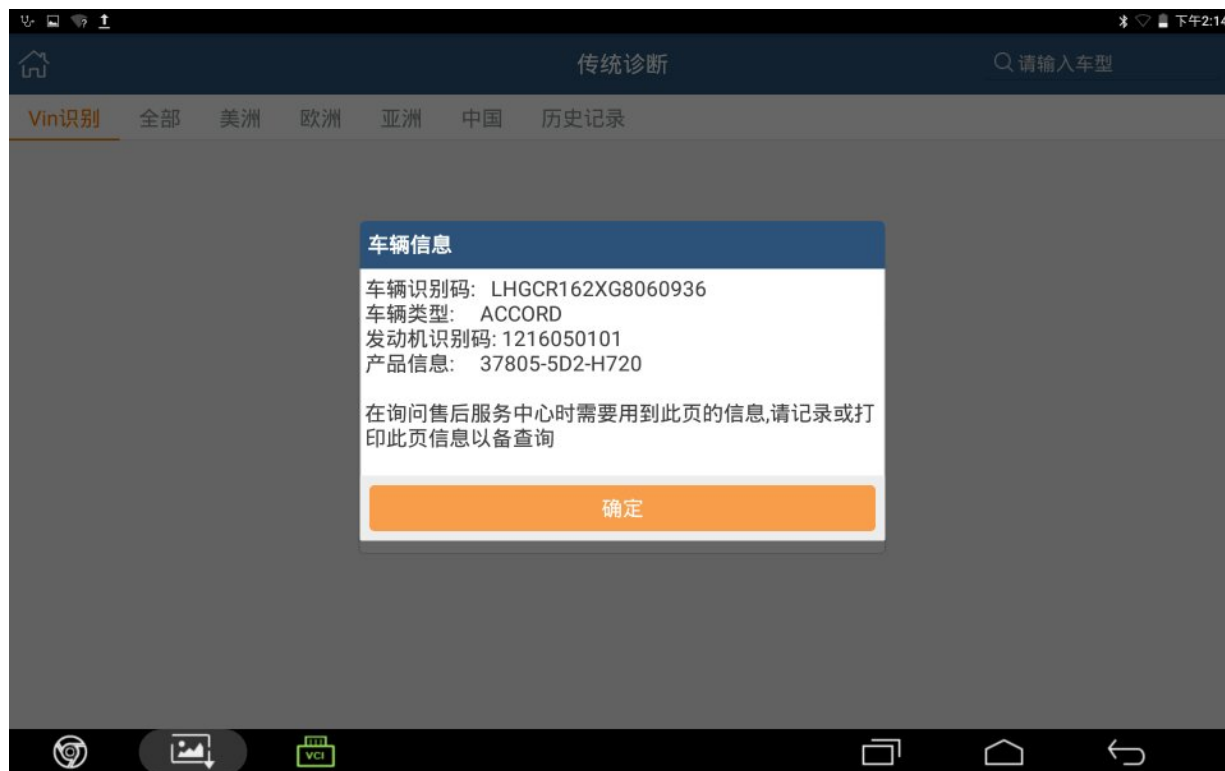 下午2:14
传统诊断
请输入车型
Vin识别 全部 美洲 欧洲 亚洲 中国 历史记录
车辆信息
车辆识别码: LHGCR162XG8060936
车辆类型: ACCORD
发动机识别码: 1216050101
产品信息: 37805-5D2-H720
在询问售后服务中心时需要用到此页的信息,请记录或打
印此页信息以备查询
确定
VCI